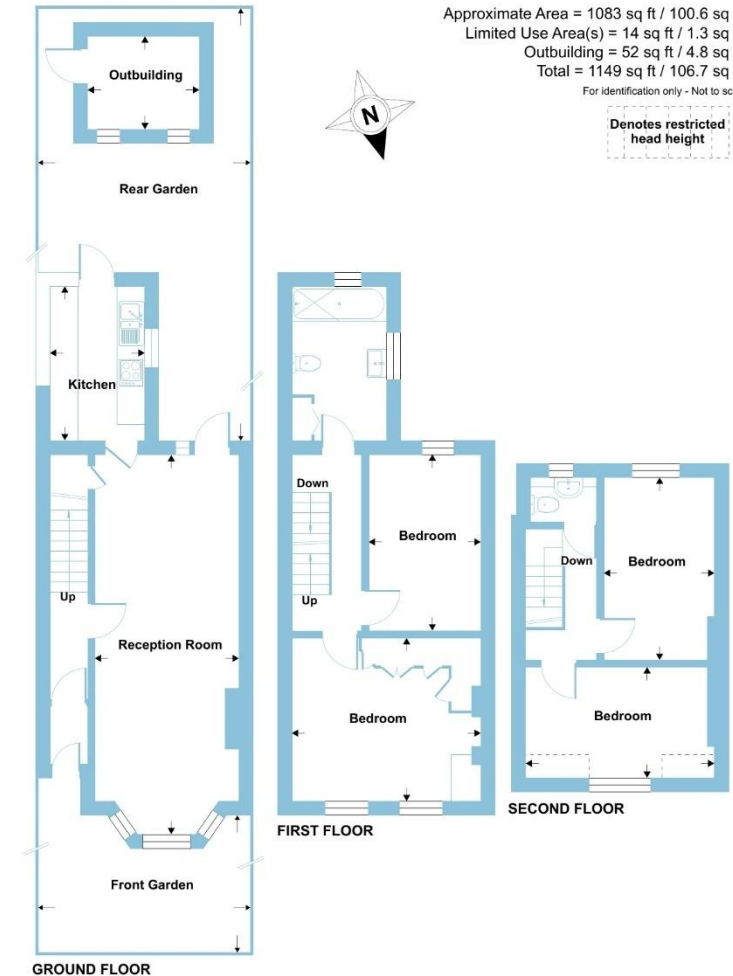 Approximate Area = 1083 sq ft / 100.6 sq
Limited Use Area(s) = 14 sq ft / 1.3 sq
Outbuilding = 52 sq ft / 4.8 sq
Total = 1149 sq ft / 106.7 sq
For identification only - Not to sc
N
Denotes restricted
head height
Outbuilding
Rear Garden
Kitchen
Up
Reception Room
Front Garden
GROUND FLOOR
Down
Up
Bedroom
Bedroom
FIRST FLOOR
Down
Bedroom
Bedroom
SECOND FLOOR